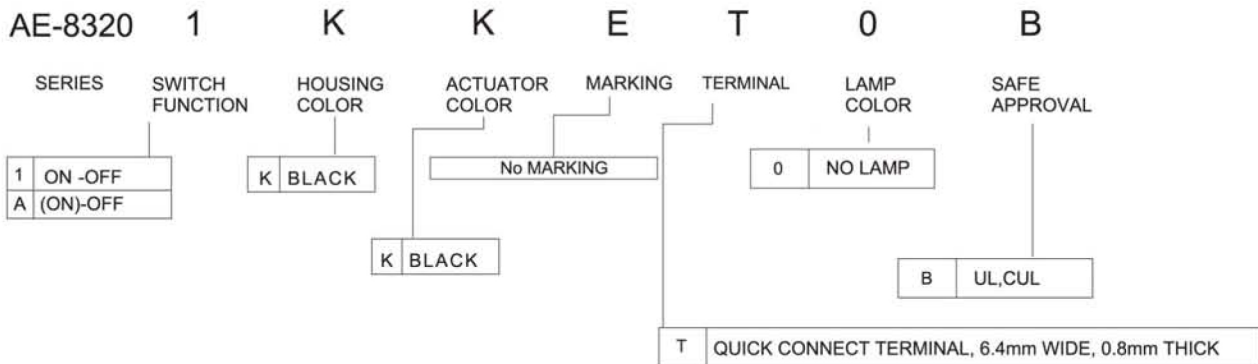 AE-8320 1 K K E T 0 B
SERIES SWITCH FUNCTION HOUSING COLOR ACTUATOR COLOR MARKING TERMINAL LAMP COLOR SAFE APPROVAL
1 ON -OFF
A (ON)-OFF
K BLACK
No MARKING
0 NO LAMP
K BLACK
B UL,CUL
T QUICK CONNECT TERMINAL, 6.4mm WIDE, 0.8mm THICK